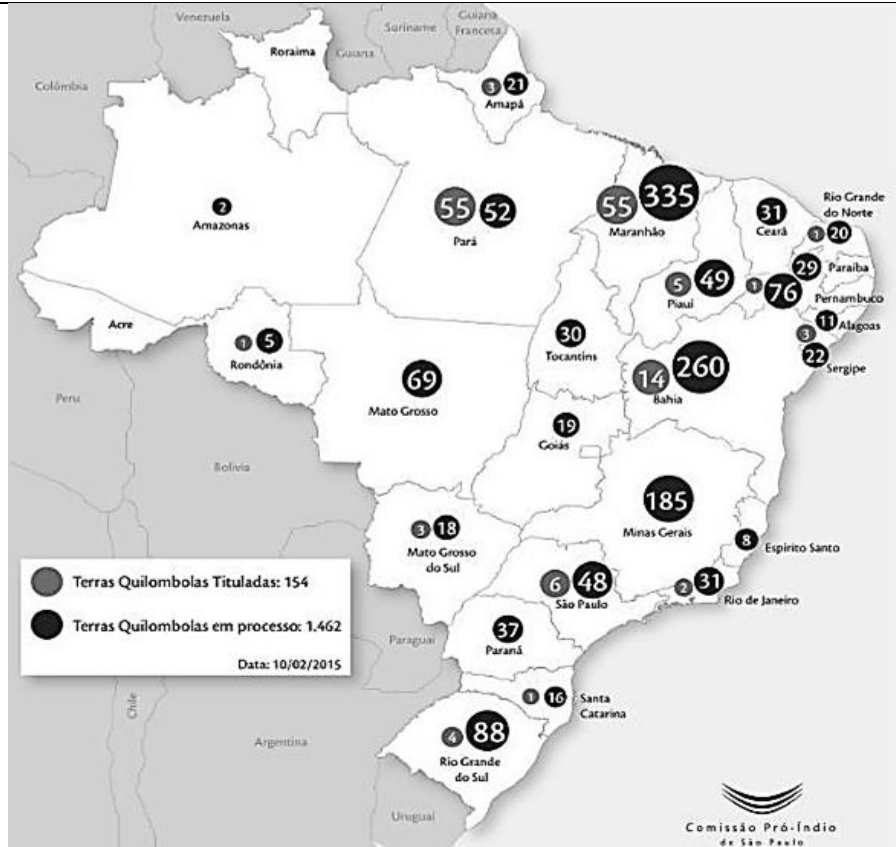 Venezuela
Suriname
Guiana
Francesa
Guiana
Roraima
Colômbia
3 21
Amapá
2
Amazonas
55 52
Pará
55 335
Maranhão
31
Ceará
Rio Grande
do Norte
1 20
5 49
Piauí
29
Paraíba
1 76
Pernambuco
11
Alagoas
3
22
Sergipe
Acre
1 5
Rondônia
69
Mato Grosso
30
Tocantins
14 260
Bahia
Peru
19
Goiás
Bolívia
185
Minas Gerais
3 18
Mato Grosso
do Sul
8
Espírito Santo
6 48
São Paulo
2 31
Rio de Janeiro
Terras Quilombolas Tituladas: 154
Terras Quilombolas em processo: 1.462
Data: 10/02/2015
Paraguai
37
Paraná
Chile
1 16
Santa
Catarina
Argentina
4 88
Rio Grande
do Sul
Uruguai
Comissão Pró-Índio
de São Paulo